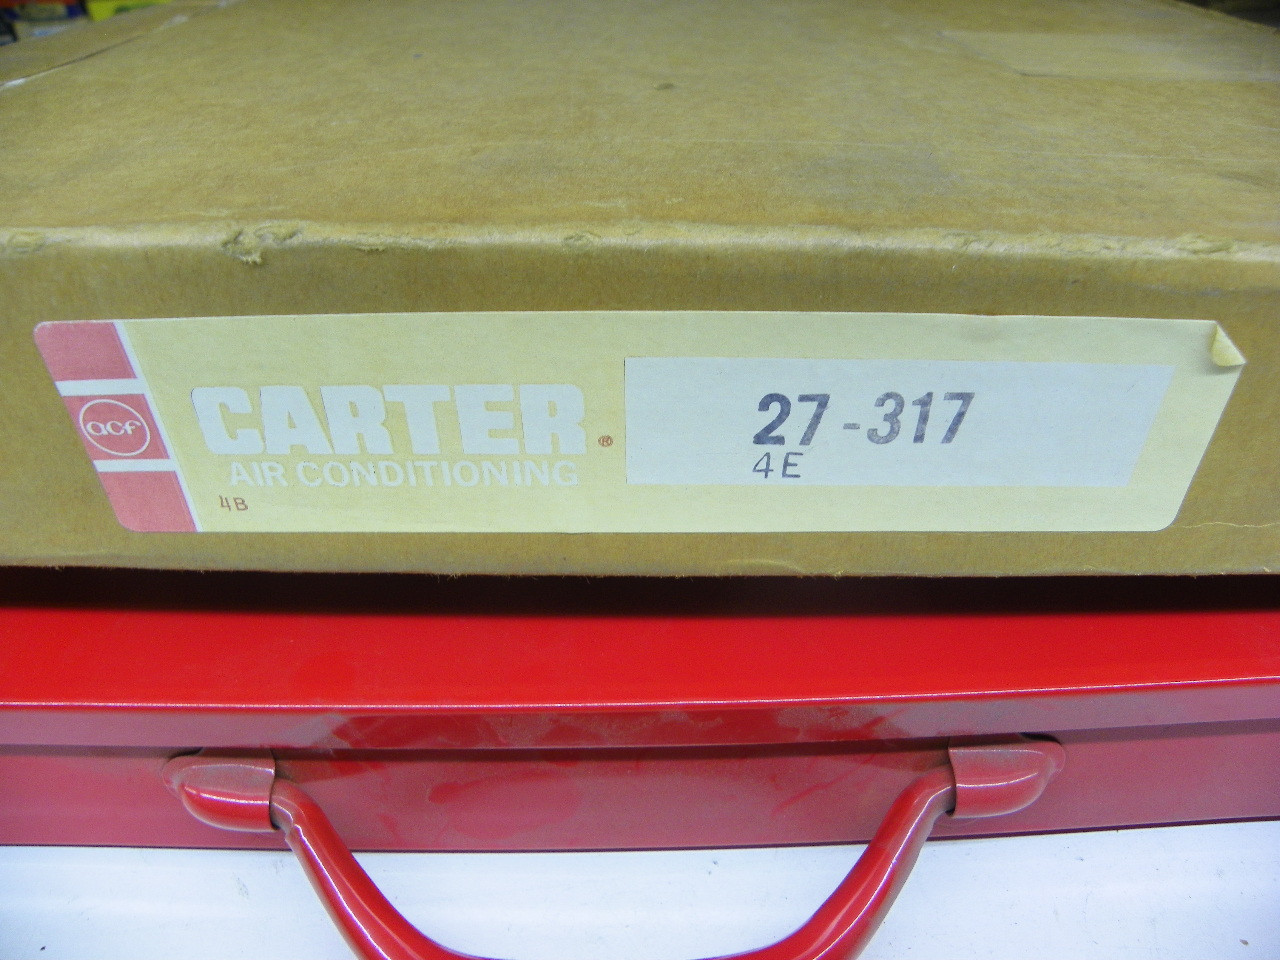 acf
CARTER®
AIR CONDITIONING
4B
27-317
4E